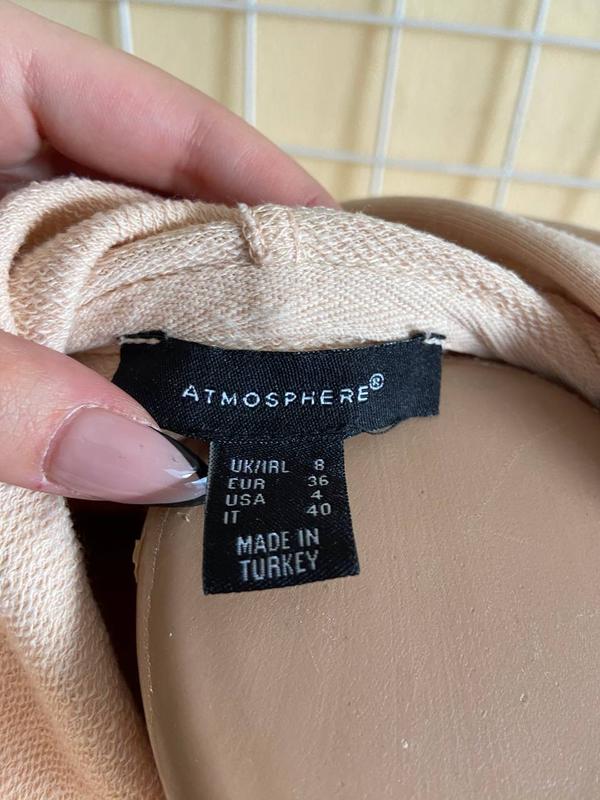 ATMOSPHERE®
UK/IRL 8
EUR 36
USA 4
IT 40
MADE IN
TURKEY